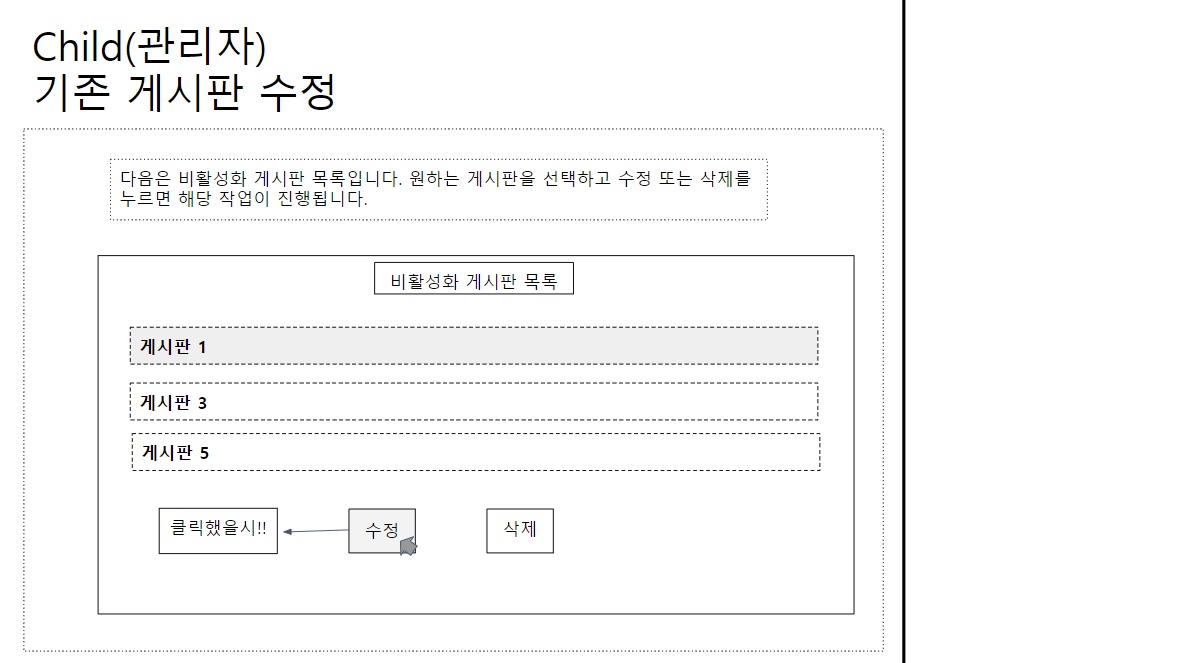 Child(관리자)
기존 게시판 수정
다음은 비활성화 게시판 목록입니다. 원하는 게시판을 선택하고 수정 또는 삭제를
누르면 해당 작업이 진행됩니다.
비활성화 게시판 목록
게시판 1
게시판 3
게시판 5
클릭했을시!!
수정
삭제